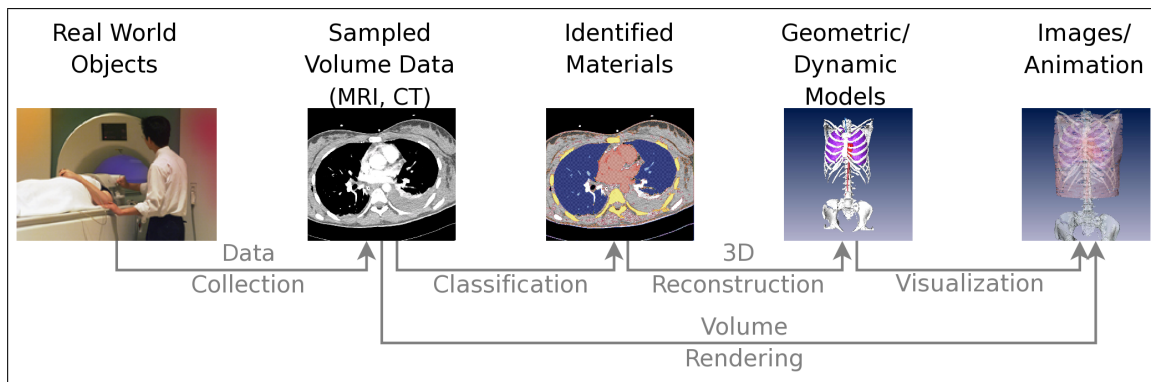 Real World
Objects
Sampled
Volume Data
(MRI, CT)
Identified
Materials
Geometric/
Dynamic
Models
Images/
Animation
Data
Collection
Classification
3D
Reconstruction
Visualization
Volume
Rendering